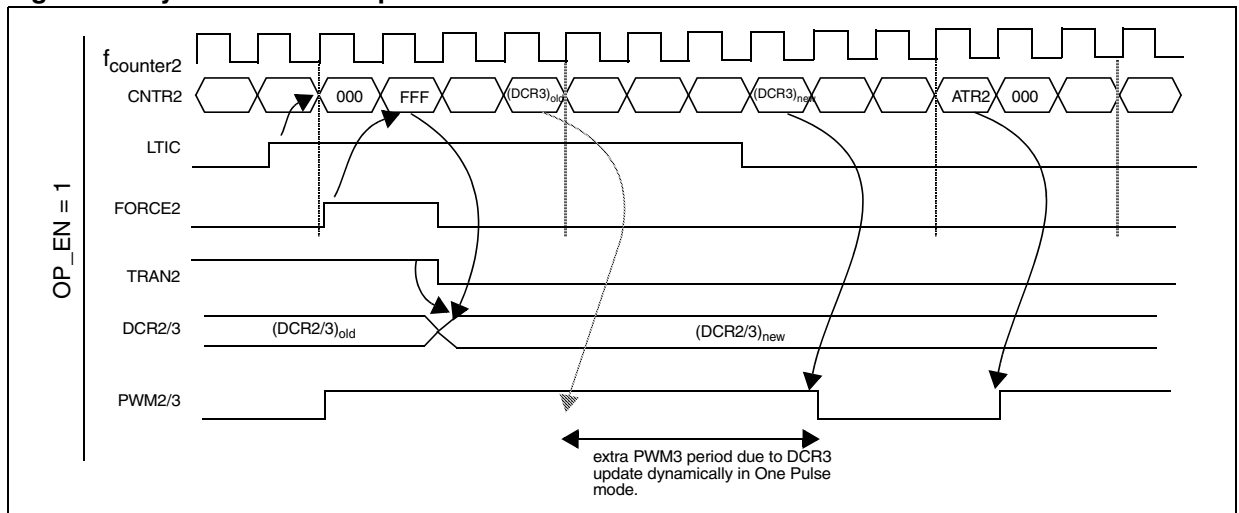 fcounter2
CNTR2 000 FFF (DCR3)old (DCR3)new ATR2 000
LTIC
OP_EN = 1
FORCE2
TRAN2
DCR2/3 (DCR2/3)old (DCR2/3)new
PWM2/3
extra PWM3 period due to DCR3
update dynamically in One Pulse
mode.